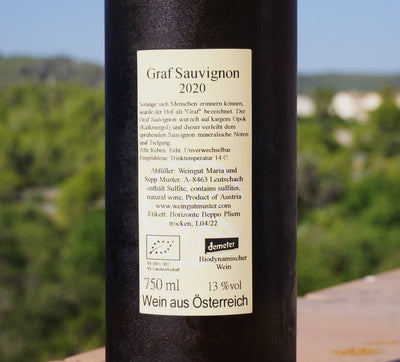 Graf Sauvignon
2020
Solange sich Menschen erinnern können,
wurde der Hof als "Graf" bezeichnet. Der
Graf Sauvignon wurzelt auf kargem Opok
(Kalkmergel) und dieser verleiht dem
sprühenden Sauvignon mineralische Noten
und Tiefgang.
Alte Reben. Echt. Unverwechselbar.
Empfohlene Trinktemperatur 14 C.
Abfüller: Weingut Maria und
Sepp Muster, A-8463 Leutschach
enthält Sulfite, contains sulfites,
natural wine, Product of Austria
www.weingutmuster.com
Etikett: Horizonte Beppo Pliem
trocken, L04/22
demeter
Biodynamischer
Wein
AT-Landwirtschaft
750 ml
13 %vol
Wein aus Österreich